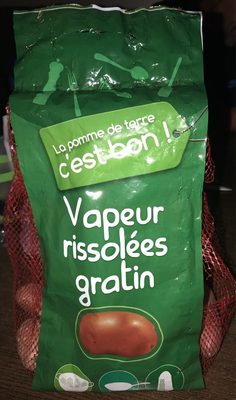 La pomme de terre
c'est bon !
Vapeur
rissolées
gratin